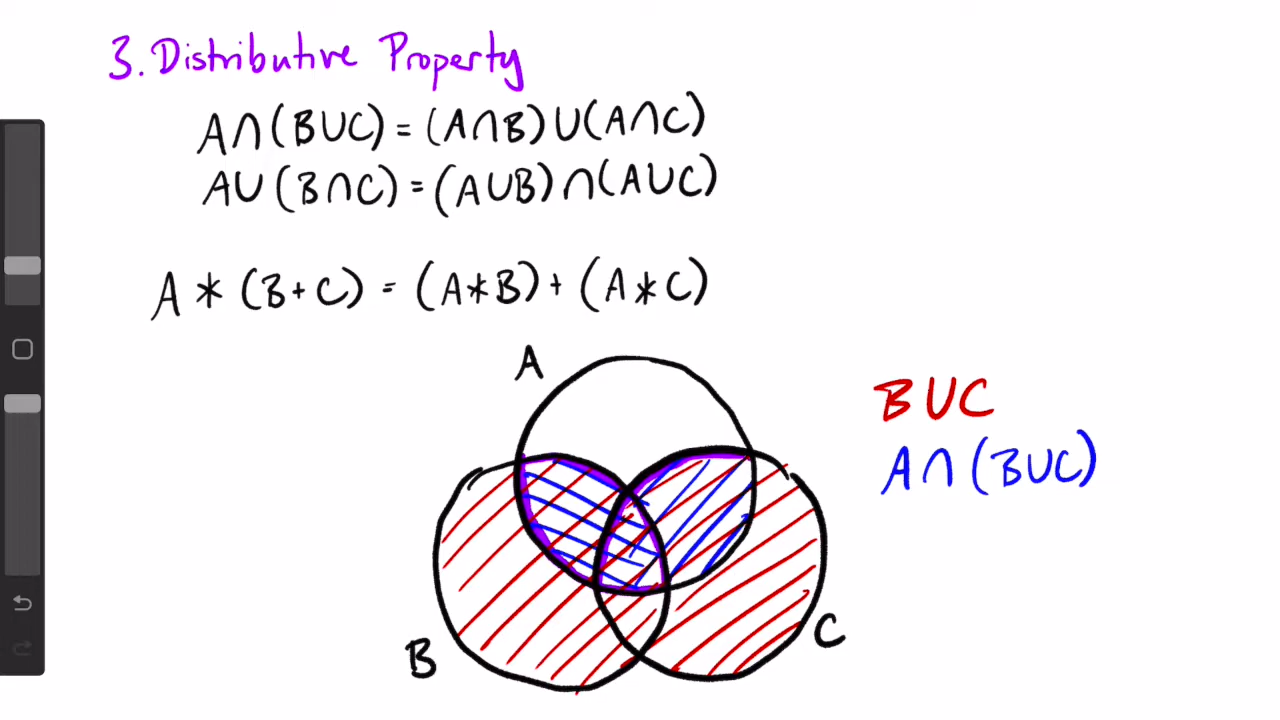 3. Distributive Property
A∩(B∪C) = (A∩B)∪(A∩C)
A∪(B∩C) = (A∪B)∩(A∪C)
A * (B+C) = (A*B) + (A*C)
A
B∪C
A∩(B∪C)
B
C